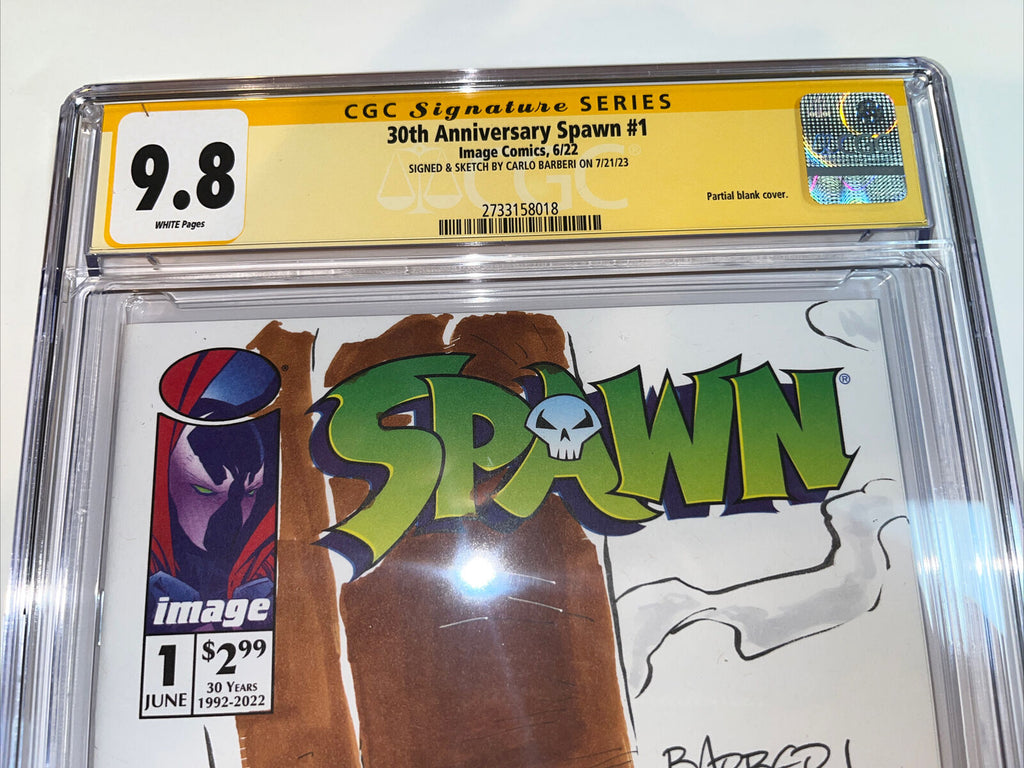 CGC Signature SERIES
30th Anniversary Spawn #1
Image Comics, 6/22
SIGNED & SKETCH BY CARLO BARBERI ON 7/21/23
9.8
WHITE Pages
CGC
Partial blank cover.
2733158018
SPAWN®
image
1
JUNE
$2.99
30 YEARS
1992-2022
BARBERI